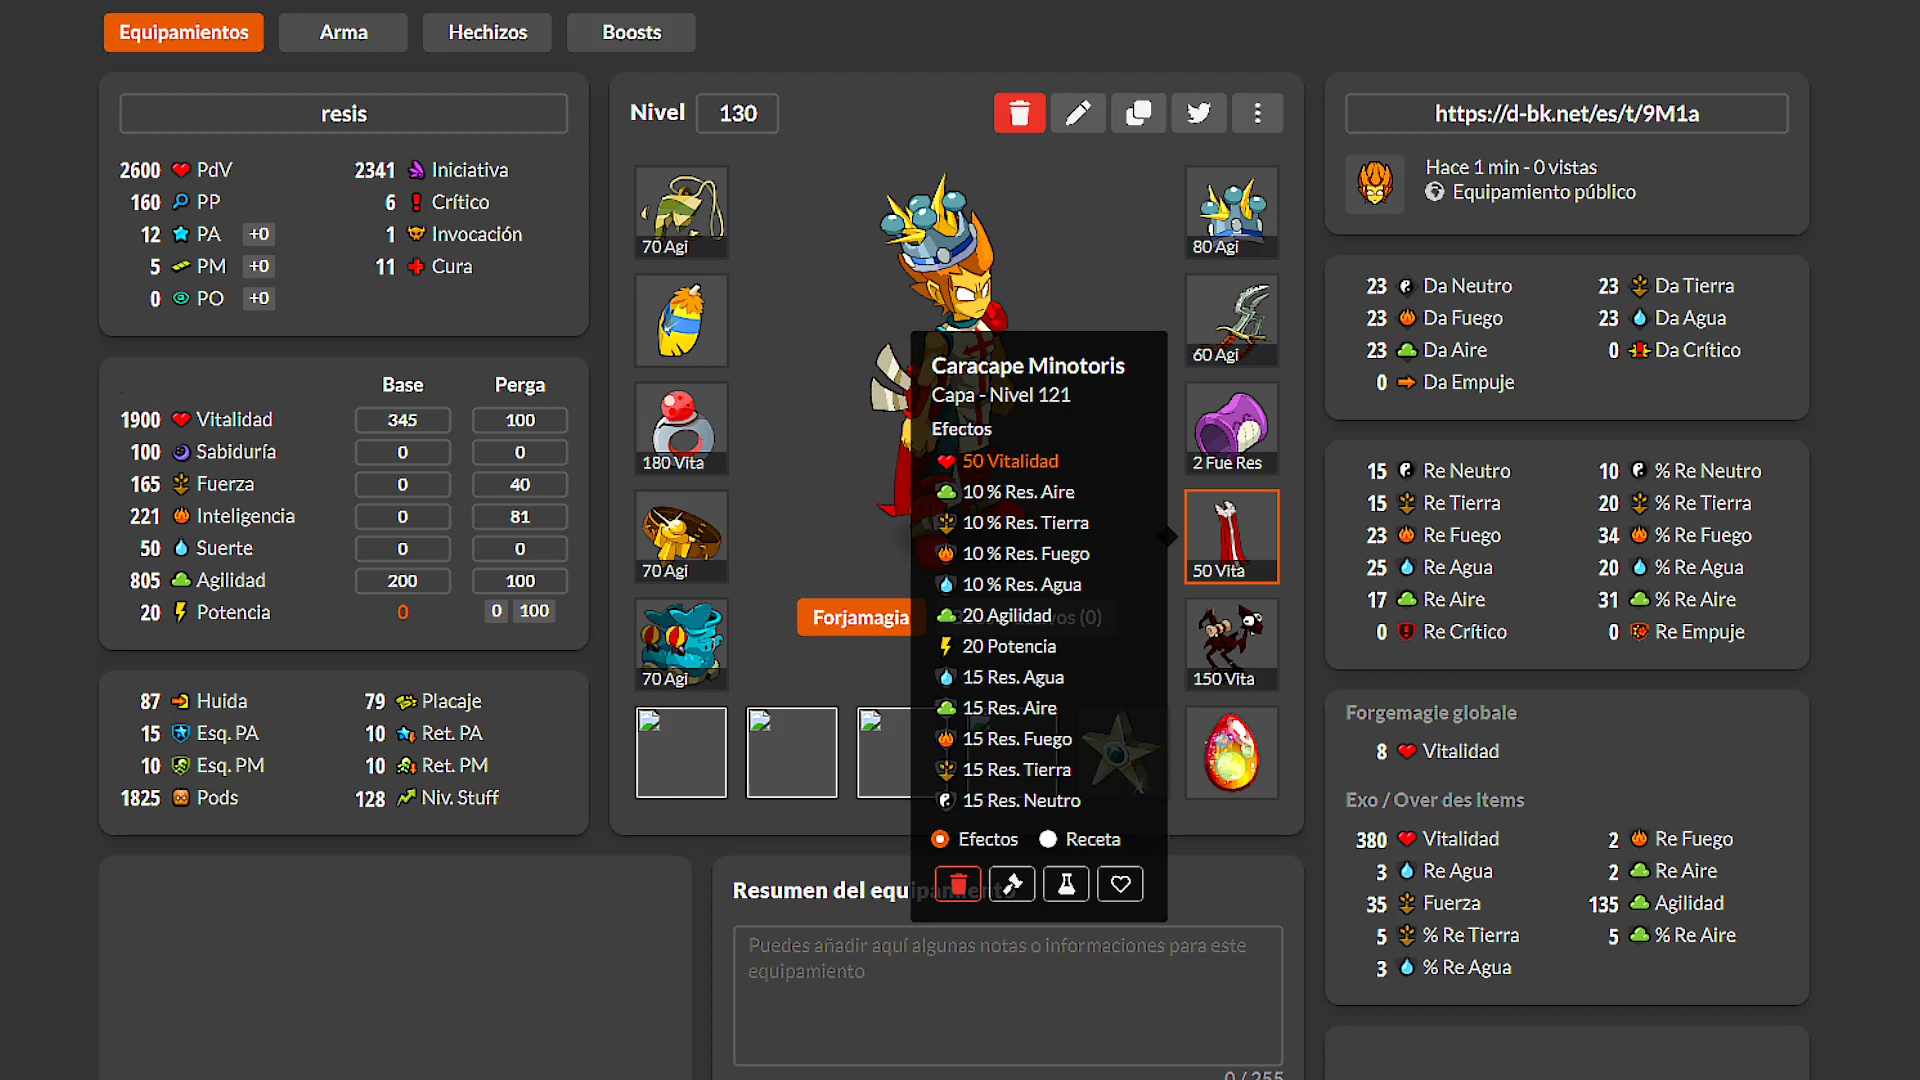 Equipamientos
Arma
Hechizos
Boosts
resis
2600 PdV
2341 Iniciativa
160 PP
6 Crítico
12 PA +0
1 Invocación
5 PM +0
11 Cura
0 PO +0
Base
Perga
1900 Vitalidad 345 100
100 Sabiduría 0 0
165 Fuerza 0 40
221 Inteligencia 0 81
50 Suerte 0 0
805 Agilidad 200 100
20 Potencia 0 0 100
87 Huida
79 Placaje
15 Esq. PA
10 Ret. PA
10 Esq. PM
10 Ret. PM
1825 Pods
128 Niv. Stuff
Nivel 130
70 Agi
80 Agi
60 Agi
180 Vita
2 Fue Res
70 Agi
50 Vita
70 Agi
150 Vita
Forjamagia
vos (0)
Caracape Minotoris
Capa - Nivel 121
Efectos
50 Vitalidad
10 % Res. Aire
10 % Res. Tierra
10 % Res. Fuego
10 % Res. Agua
20 Agilidad
20 Potencia
15 Res. Agua
15 Res. Aire
15 Res. Fuego
15 Res. Tierra
15 Res. Neutro
Efectos
Receta
Resumen del equipamiento
Puedes añadir aquí algunas notas o informaciones para este
equipamiento
0 / 255
https://d-bk.net/es/t/9M1a
Hace 1 min - 0 vistas
Equipamiento público
23 Da Neutro
23 Da Tierra
23 Da Fuego
23 Da Agua
23 Da Aire
0 Da Crítico
0 Da Empuje
15 Re Neutro
10 % Re Neutro
15 Re Tierra
20 % Re Tierra
23 Re Fuego
34 % Re Fuego
25 Re Agua
20 % Re Agua
17 Re Aire
31 % Re Aire
0 Re Crítico
0 Re Empuje
Forgemagie globale
8 Vitalidad
Exo / Over des items
380 Vitalidad
2 Re Fuego
3 Re Agua
2 Re Aire
35 Fuerza
135 Agilidad
5 % Re Tierra
5 % Re Aire
3 % Re Agua